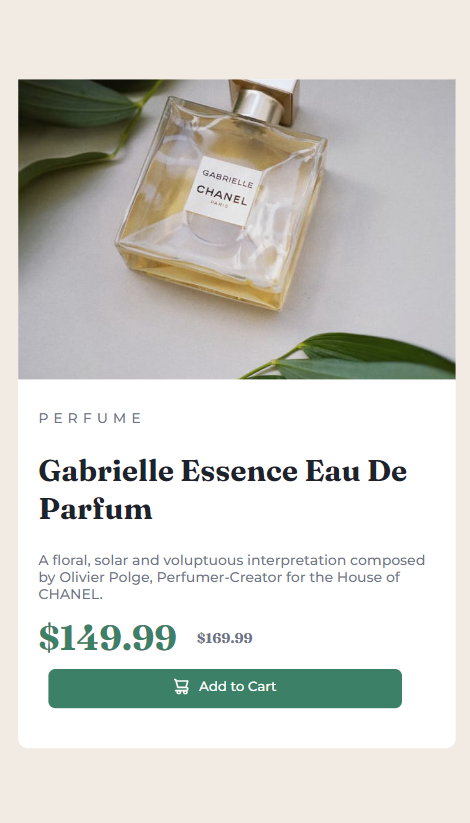 GABRIELLE
CHANEL
PARIS
PERFUME
Gabrielle Essence Eau De
Parfum
A floral, solar and voluptuous interpretation composed
by Olivier Polge, Perfumer-Creator for the House of
CHANEL.
$149.99 $169.99
Add to Cart